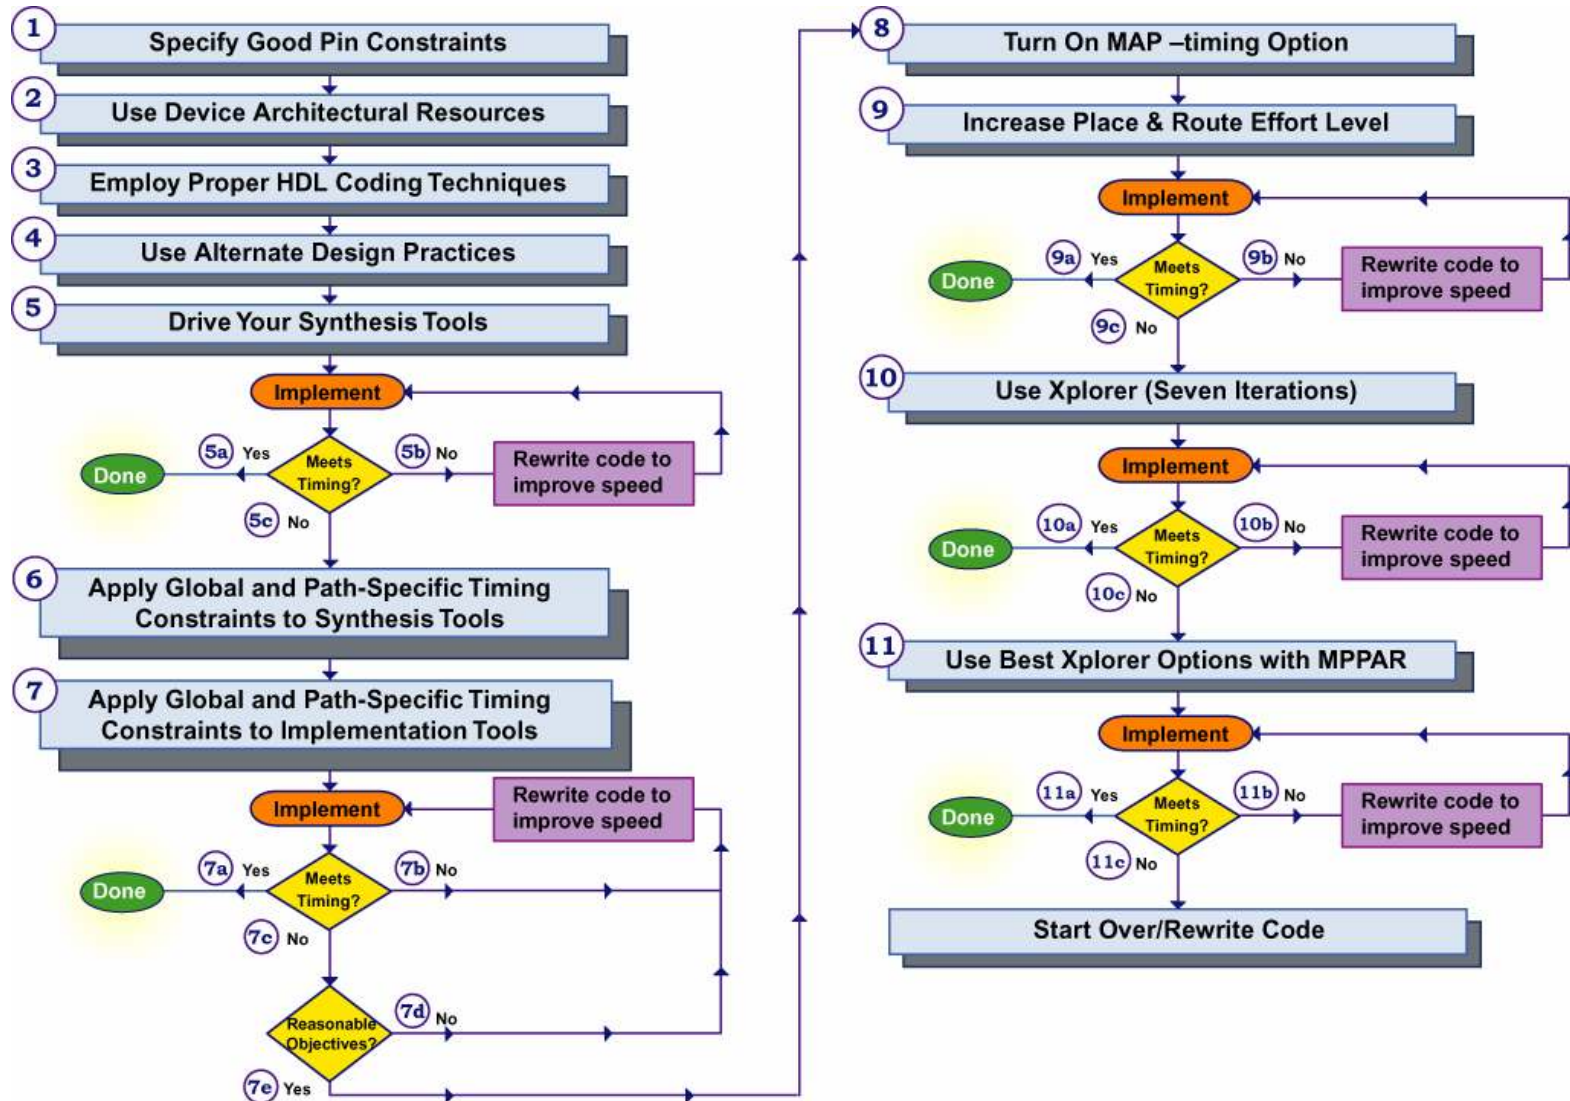 1
Specify Good Pin Constraints
2
Use Device Architectural Resources
3
Employ Proper HDL Coding Techniques
4
Use Alternate Design Practices
5
Drive Your Synthesis Tools
Implement
Done
5a Yes
Meets
Timing?
5b No
Rewrite code to
improve speed
5c No
6
Apply Global and Path-Specific Timing
Constraints to Synthesis Tools
7
Apply Global and Path-Specific Timing
Constraints to Implementation Tools
Implement
Rewrite code to
improve speed
Done
7a Yes
Meets
Timing?
7b No
7c No
Reasonable
Objectives?
7d No
7e Yes
8
Turn On MAP –timing Option
9
Increase Place & Route Effort Level
Implement
Done
9a Yes
Meets
Timing?
9b No
Rewrite code to
improve speed
9c No
10
Use Xplorer (Seven Iterations)
Implement
Done
10a Yes
Meets
Timing?
10b No
Rewrite code to
improve speed
10c No
11
Use Best Xplorer Options with MPPAR
Implement
Done
11a Yes
Meets
Timing?
11b No
Rewrite code to
improve speed
11c No
Start Over/Rewrite Code